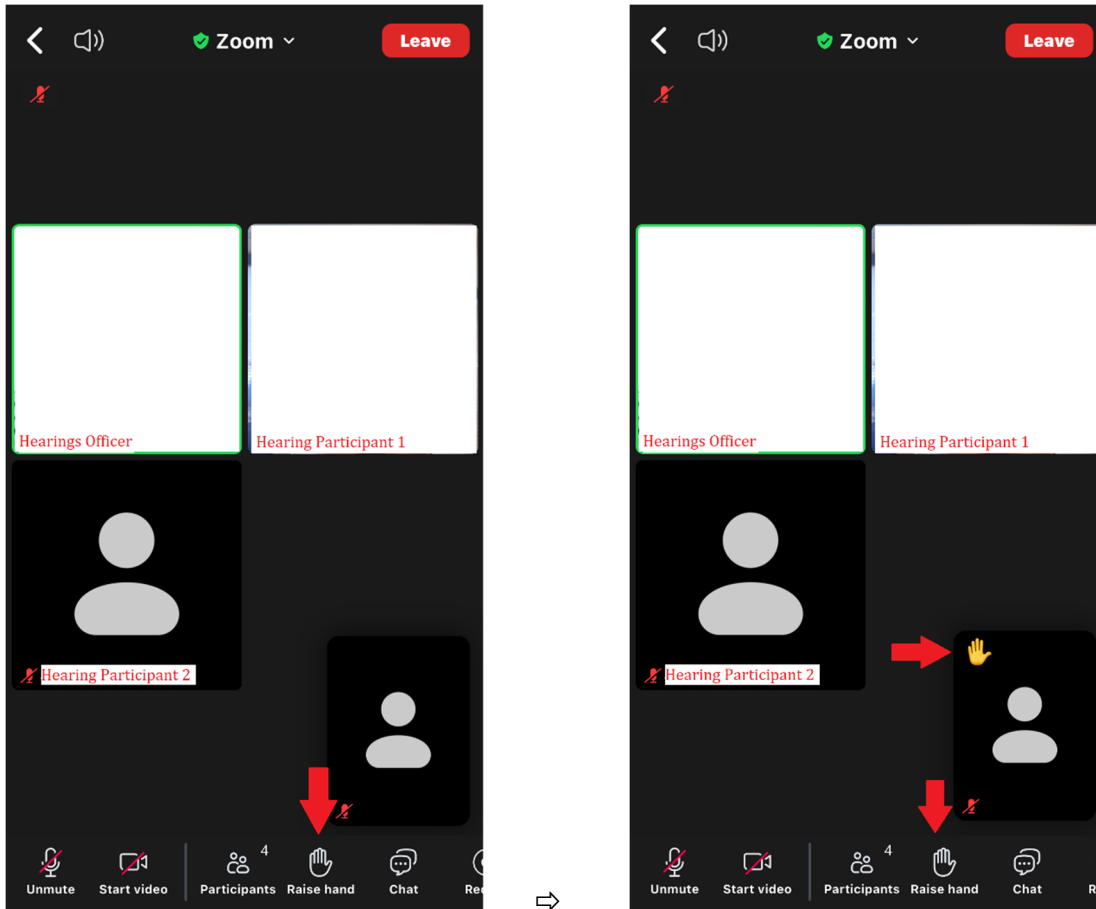 Zoom
Leave
Hearings Officer
Hearing Participant 1
Hearing Participant 2
4
Unmute
Start video
Participants
Raise hand
Chat
Rec
Zoom
Leave
Hearings Officer
Hearing Participant 1
Hearing Participant 2
4
Unmute
Start video
Participants
Raise hand
Chat
R